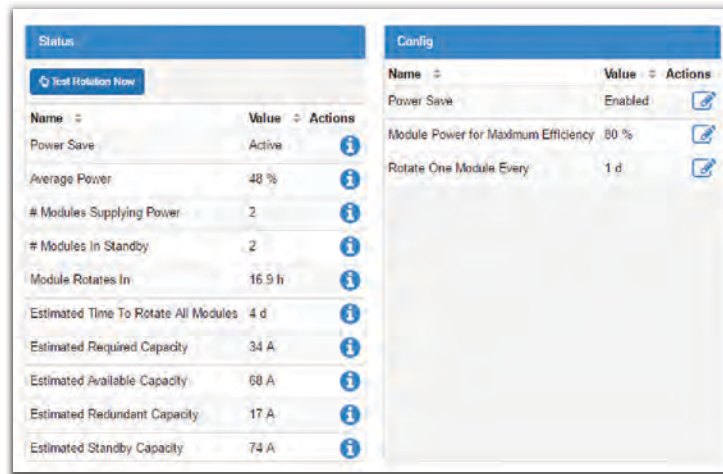 Status
Test Rotation Now
Name Value Actions
Power Save Active
Average Power 48 %
# Modules Supplying Power 2
# Modules In Standby 2
Module Rotates In 16.9 h
Estimated Time To Rotate All Modules 4 d
Estimated Required Capacity 34 A
Estimated Available Capacity 68 A
Estimated Redundant Capacity 17 A
Estimated Standby Capacity 74 A
Config
Name Value Actions
Power Save Enabled
Module Power for Maximum Efficiency 80 %
Rotate One Module Every 1 d